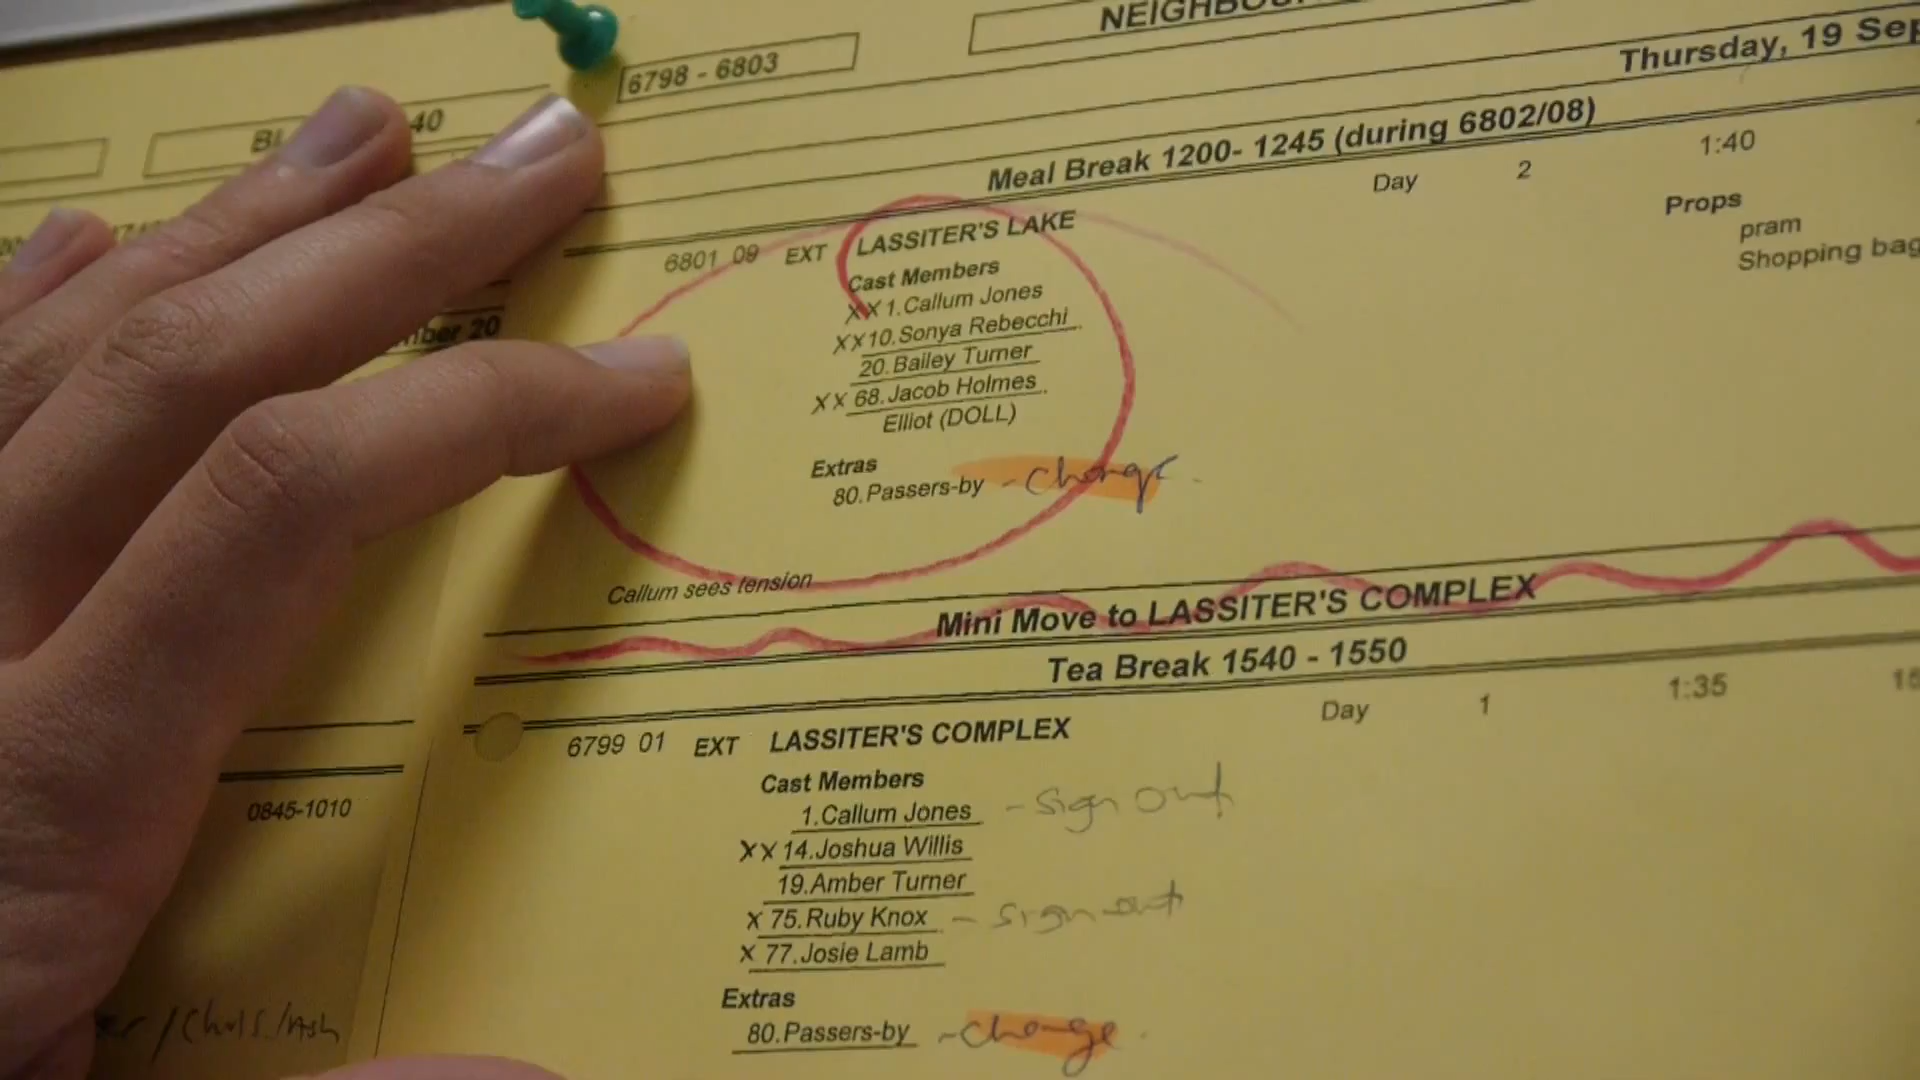 6798 - 6803
40
Thursday, 19 Sep
Meal Break 1200- 1245 (during 6802/08)
6801 09 EXT LASSITER'S LAKE Day 2 1:40
Cast Members
XX 1.Callum Jones
XX 10.Sonya Rebecchi
20.Bailey Turner
XX 68.Jacob Holmes
Elliot (DOLL)
Props
pram
Shopping bag
Extras
80.Passers-by - change
Callum sees tension
Mini Move to LASSITER'S COMPLEX
Tea Break 1540 - 1550
6799 01 EXT LASSITER'S COMPLEX Day 1 1:35 15
Cast Members
1.Callum Jones - sign out
XX 14.Joshua Willis
19.Amber Turner
X 75.Ruby Knox - sign out
X 77.Josie Lamb
Extras
80.Passers-by - change
20
0845-1010
/Chris/Ash